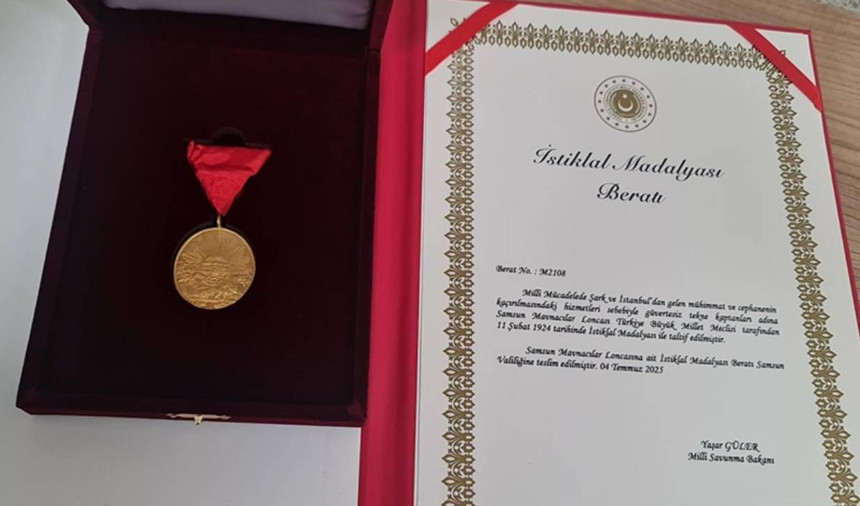 İstiklal Madalyası
Beratı
Berat No. : M2108
Milli Mücadelede Şark ve İstanbul'dan gelen mühimmat ve cephanenin
kaçırılmasındaki hizmetleri sebebiyle güvertesiz tekne kaptanları adına
Samsun Mavnacılar Loncası Türkiye Büyük Millet Meclisi tarafından
11 Şubat 1924 tarihinde İstiklal Madalyası ile taltif edilmiştir.
Samsun Mavnacılar Loncasına ait İstiklal Madalyası Beratı Samsun
Valiliğine teslim edilmiştir. 04 Temmuz 2025
Yaşar GÜLER
Milli Savunma Bakanı